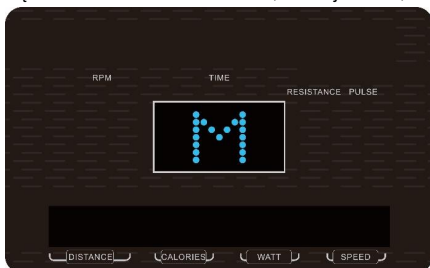 RPM
TIME
RESISTANCE PULSE
M
DISTANCE CALORIES WATT SPEED